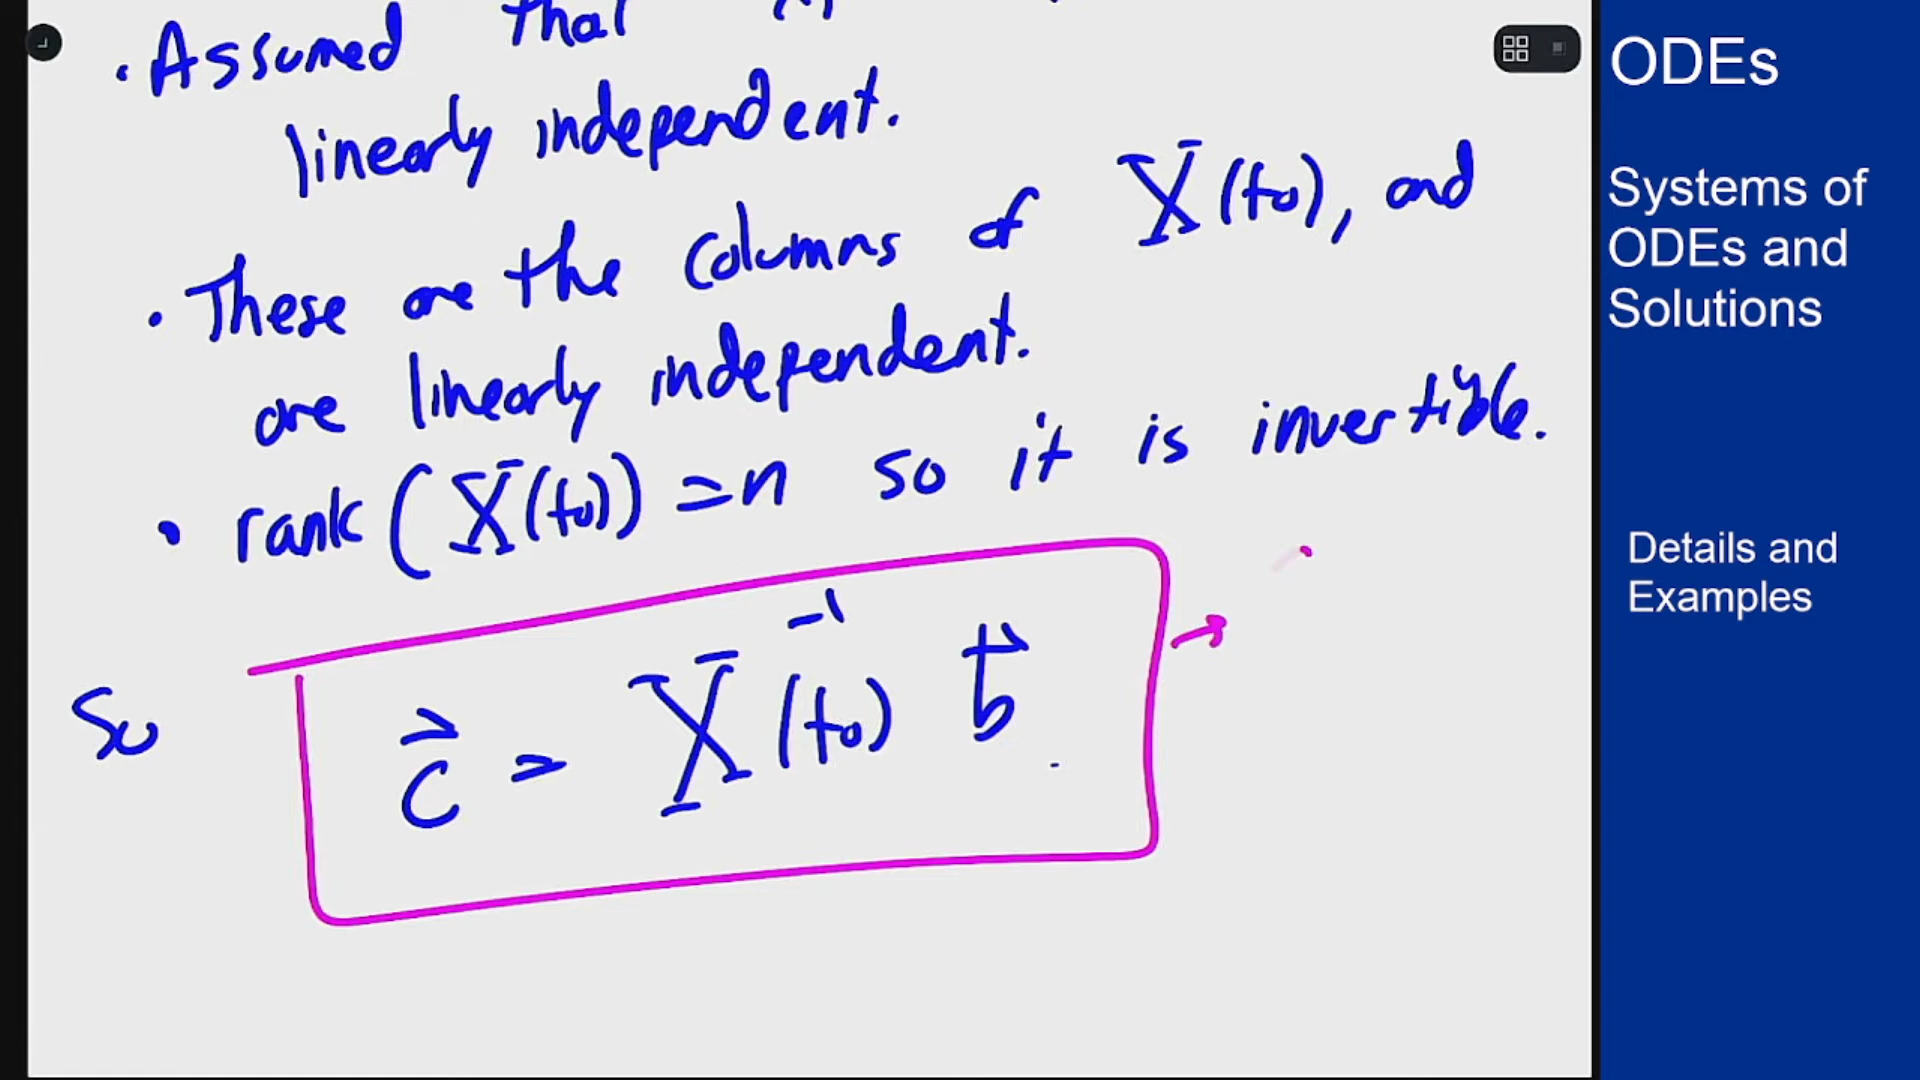 • Assumed that
linearly independent.
• These are the columns of X(t₀), and
are linearly independent.
• rank (X(t₀)) = n so it is invertible.
So c⃗ = X⁻¹(t₀) b⃗.
ODEs
Systems of
ODEs and
Solutions
Details and
Examples